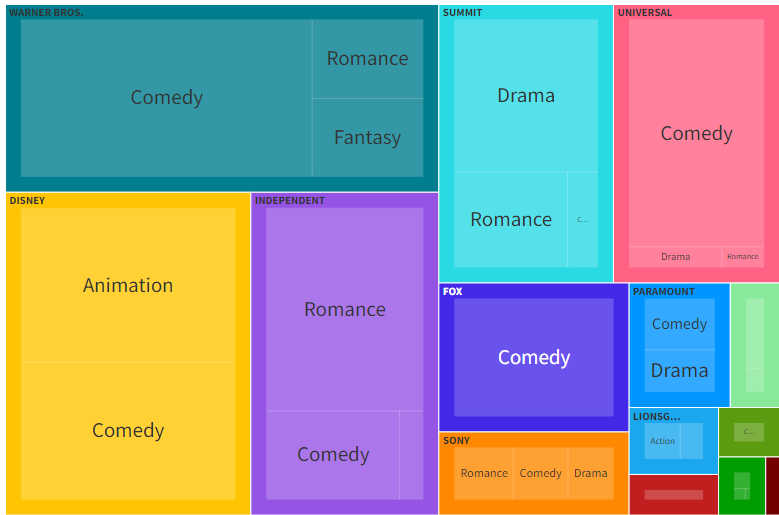 WARNER BROS.
Comedy
Romance
Fantasy
SUMMIT
Drama
Romance
C...
UNIVERSAL
Comedy
Drama
Romance
DISNEY
Animation
Comedy
INDEPENDENT
Romance
Comedy
FOX
Comedy
SONY
Romance
Comedy
Drama
PARAMOUNT
Comedy
Drama
LIONSG...
Action
C...